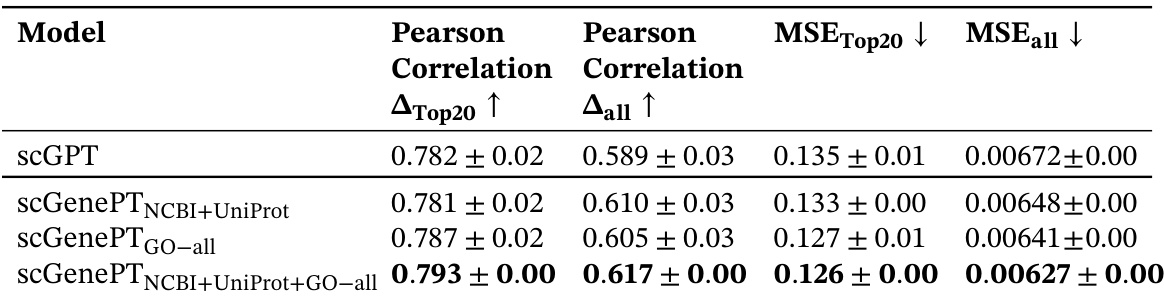 Model Pearson Correlation Δ_Top20 ↑ Pearson Correlation Δ_all ↑ MSE_Top20 ↓ MSE_all ↓
scGPT 0.782 ± 0.02 0.589 ± 0.03 0.135 ± 0.01 0.00672±0.00
scGenePT_NCBI+UniProt 0.781 ± 0.02 0.610 ± 0.03 0.133 ± 0.00 0.00648±0.00
scGenePT_GO−all 0.787 ± 0.02 0.605 ± 0.03 0.127 ± 0.01 0.00641±0.00
scGenePT_NCBI+UniProt+GO−all 0.793 ± 0.00 0.617 ± 0.00 0.126 ± 0.00 0.00627 ± 0.00